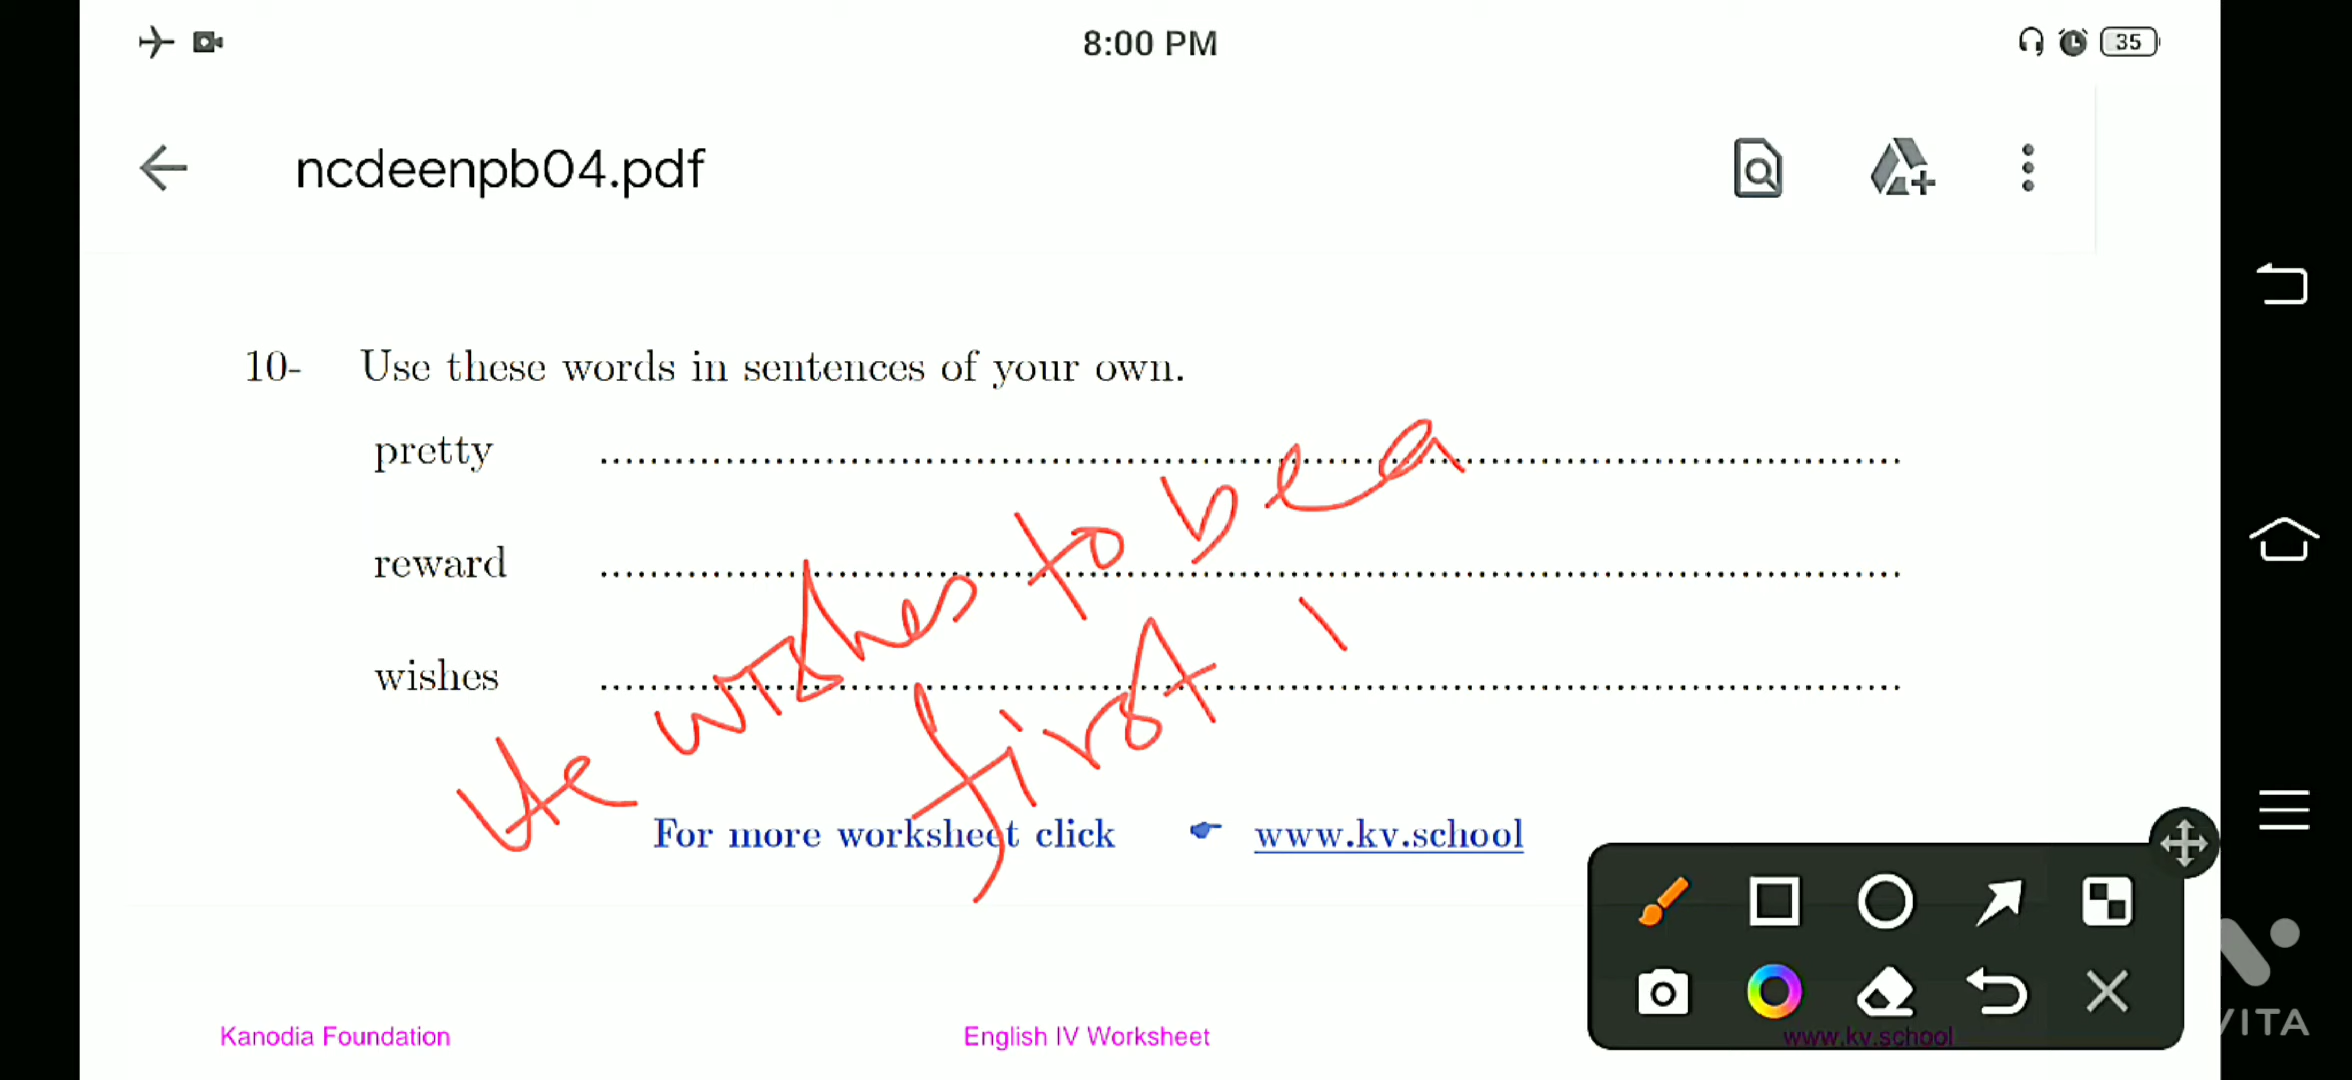 8:00 PM
35
ncdeenpb04.pdf
10- Use these words in sentences of your own.
pretty ........................................
reward ........................................
wishes ........................................
He wishes to be a
first
For more worksheet click ☛ www.kv.school
Kanodia Foundation English IV Worksheet www.kv.school
VITA